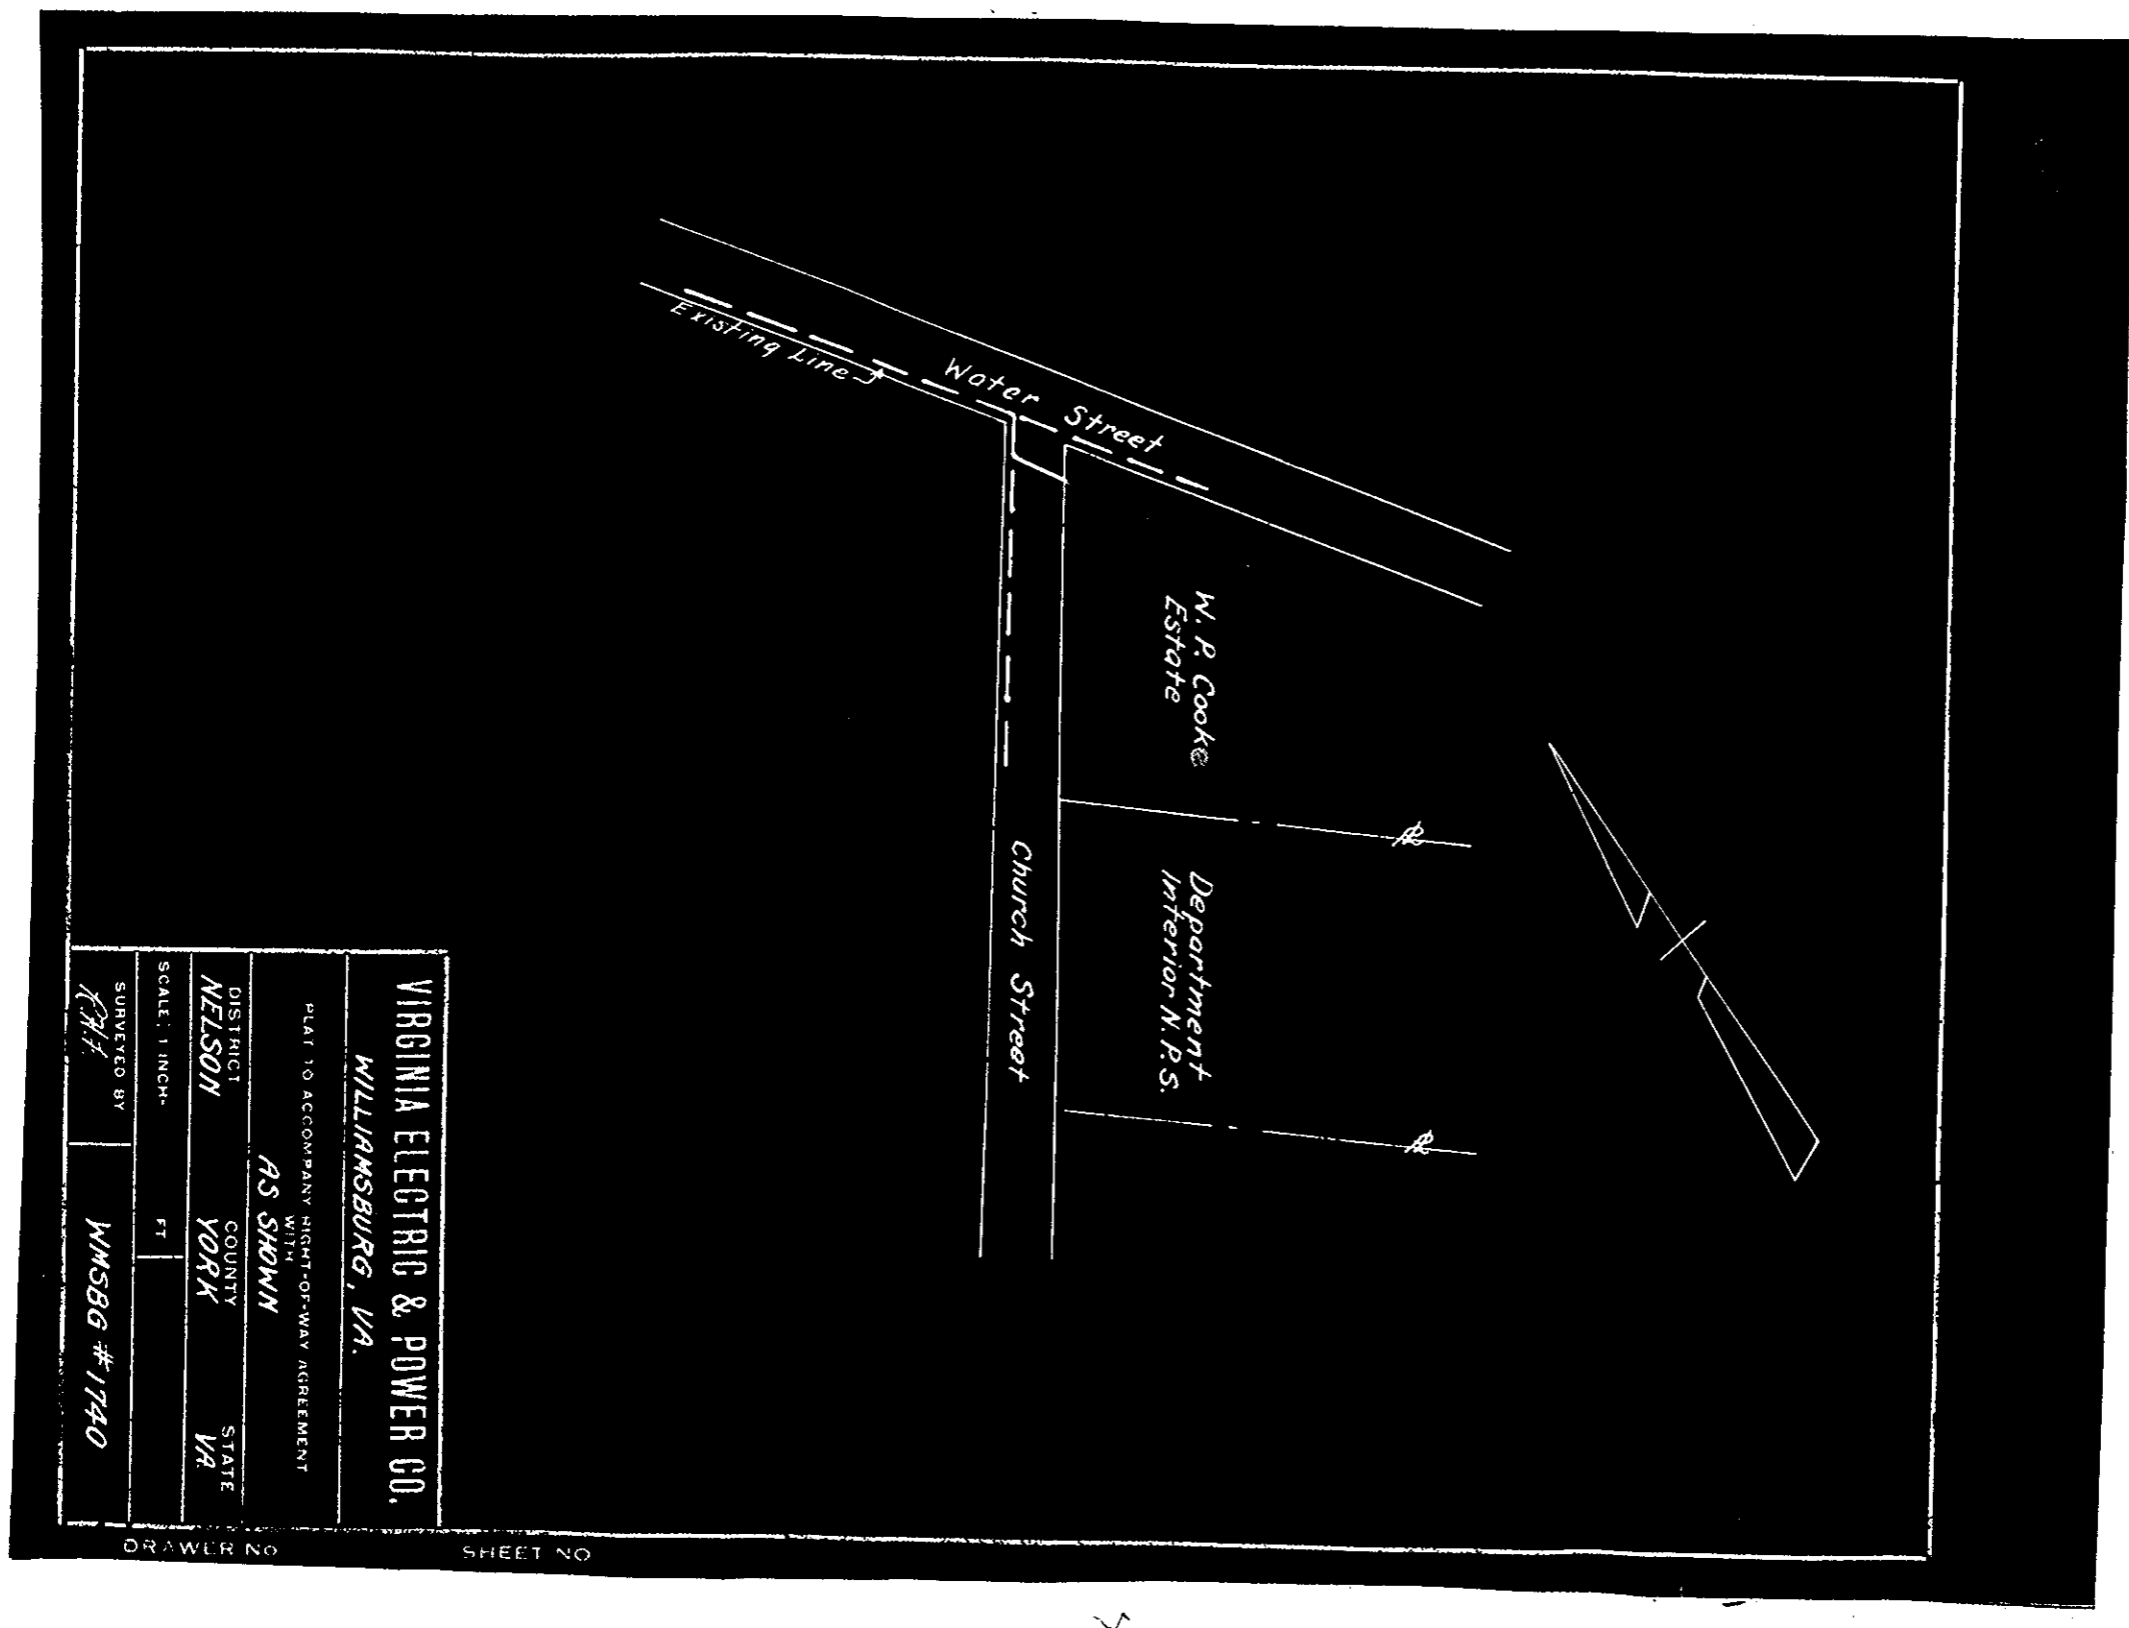 Existing Line
Water Street
W. P. Cooke
Estate
Church Street
Department
Interior N.P.S.
VIRGINIA ELECTRIC & POWER CO.
WILLIAMSBURG, VA.
PLAT TO ACCOMPANY RIGHT-OF-WAY AGREEMENT
WITH
AS SHOWN
DISTRICT COUNTY STATE
NELSON YORK VA.
SCALE: 1 INCH- FT
SURVEYED BY
WMSBG #1740
DRAWER NO SHEET NO